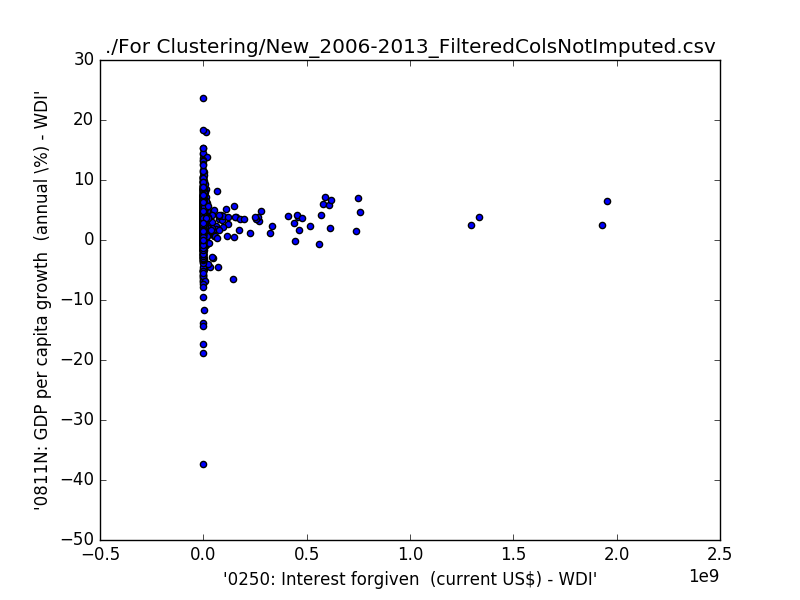 ./For Clustering/New_2006-2013_FilteredColsNotImputed.csv
30
20
10
0
−10
−20
−30
−40
−50
'0811N: GDP per capita growth  (annual \%) - WDI'
−0.5 0.0 0.5 1.0 1.5 2.0 2.5
1e9
'0250: Interest forgiven  (current US$) - WDI'